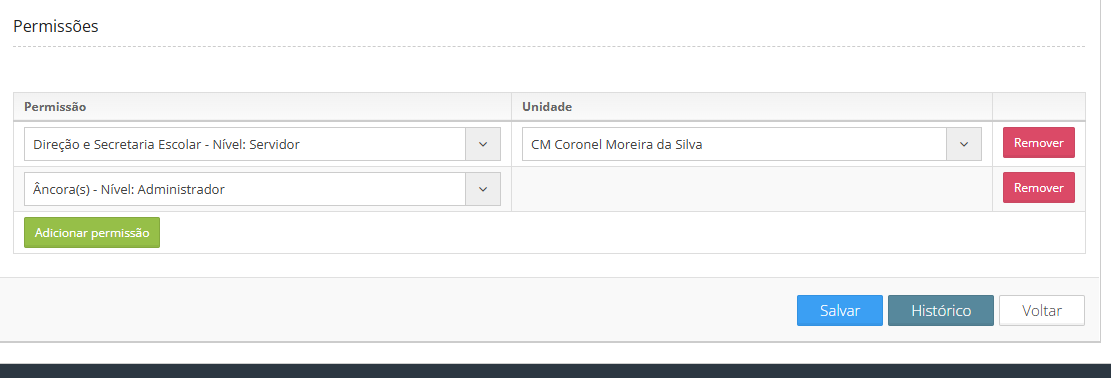 Permissões
Permissão Unidade
Direção e Secretaria Escolar - Nível: Servidor CM Coronel Moreira da Silva Remover
Âncora(s) - Nível: Administrador Remover
Adicionar permissão
Salvar Histórico Voltar